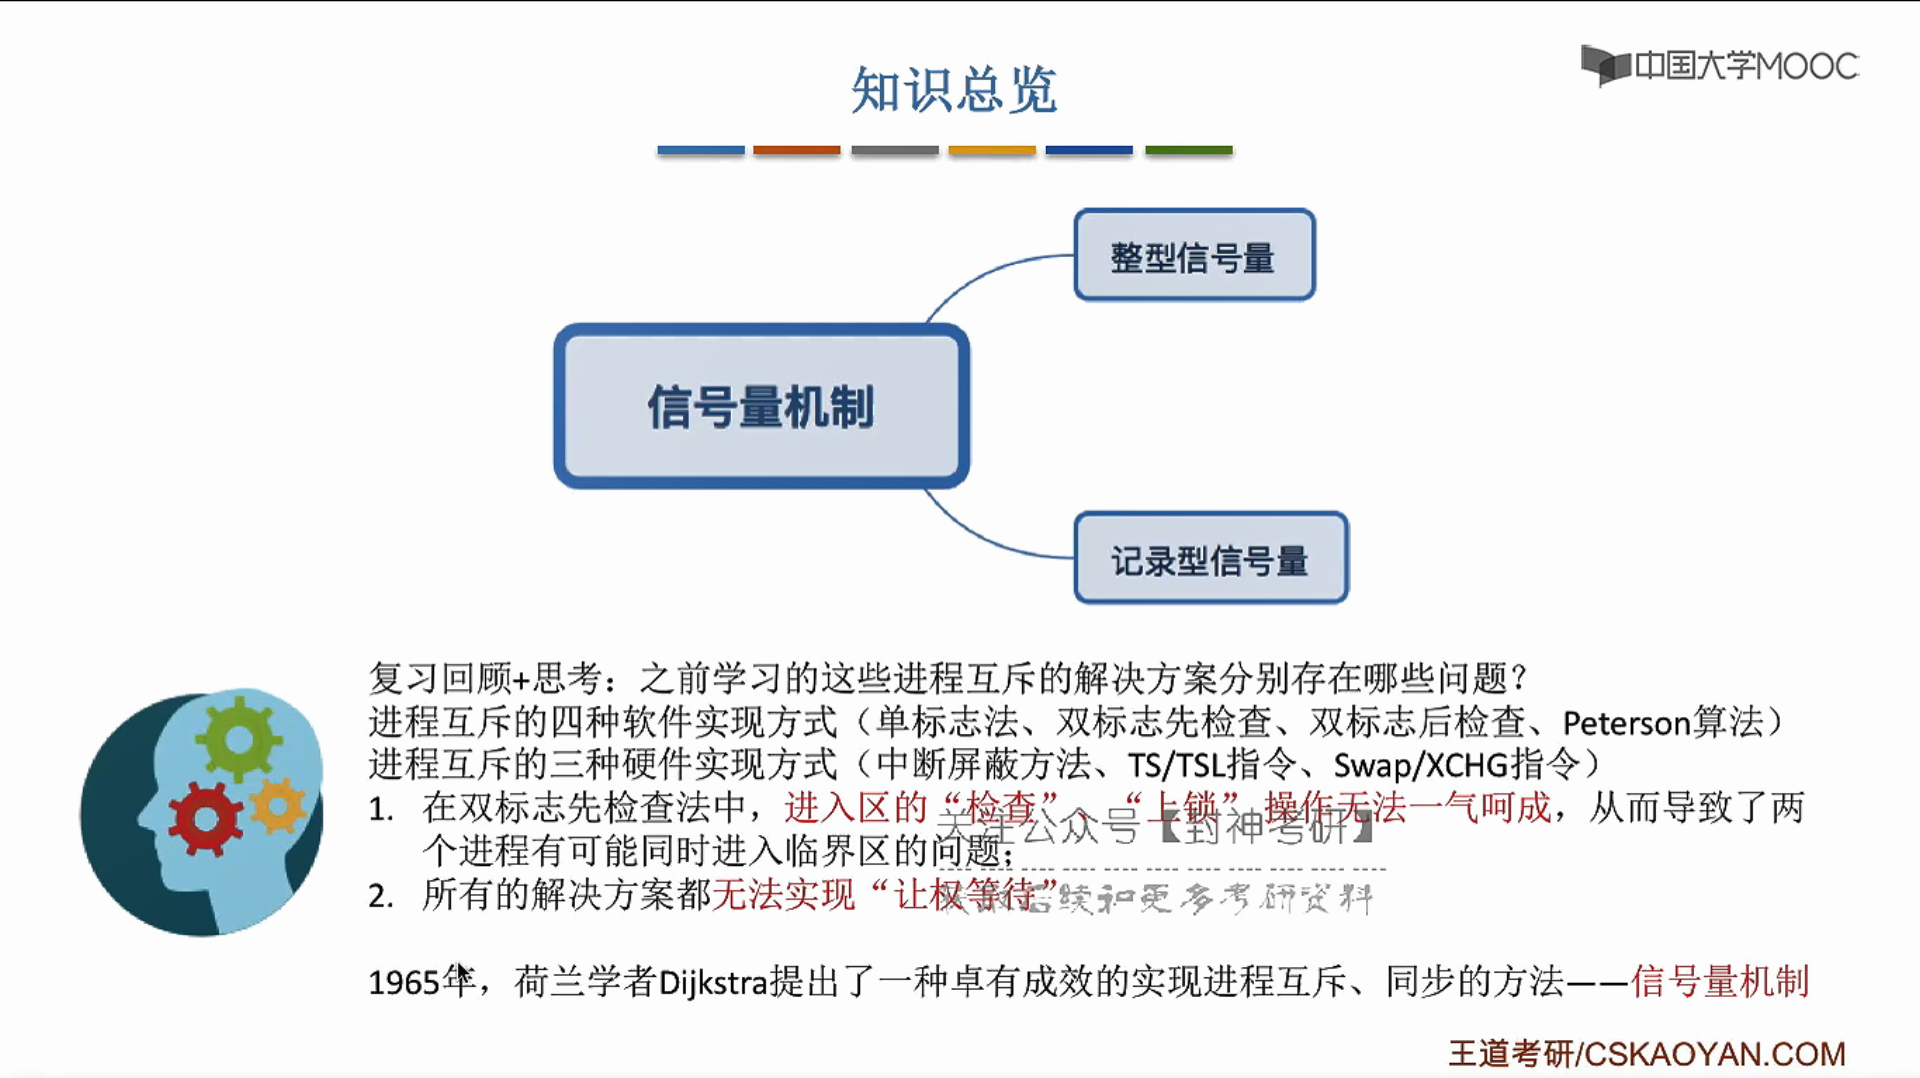 知识总览
中国大学MOOC
整型信号量
信号量机制
记录型信号量
复习回顾+思考：之前学习的这些进程互斥的解决方案分别存在哪些问题？
进程互斥的四种软件实现方式（单标志法、双标志先检查、双标志后检查、Peterson算法）
进程互斥的三种硬件实现方式（中断屏蔽方法、TS/TSL指令、Swap/XCHG指令）
1. 在双标志先检查法中，进入区的“检查”、“上锁” 操作无法一气呵成，从而导致了两
个进程有可能同时进入临界区的问题；
关注公众号【封神考研】
2. 所有的解决方案都无法实现“让权等待”
获取后续和更多考研资料
1965年，荷兰学者Dijkstra提出了一种卓有成效的实现进程互斥、同步的方法——信号量机制
王道考研/CSKAOYAN.COM